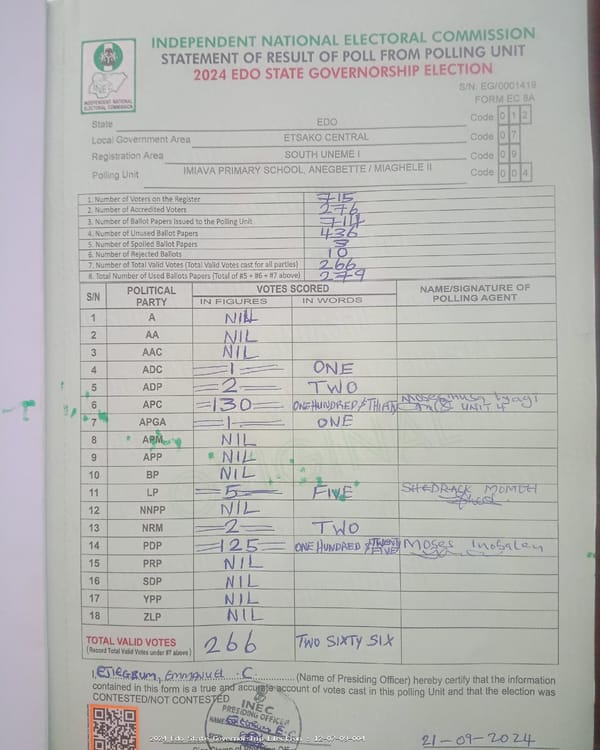 INDEPENDENT NATIONAL ELECTORAL COMMISSION
STATEMENT OF RESULT OF POLL FROM POLLING UNIT
2024 EDO STATE GOVERNORSHIP ELECTION
INEC
INDEPENDENT NATIONAL ELECTORAL COMMISSION
S/N: EG/0001419
FORM EC 8A
State EDO Code 0 1 2
Local Government Area ETSAKO CENTRAL Code 0 7
Registration Area SOUTH UNEME I Code 0 9
Polling Unit IMIAVA PRIMARY SCHOOL, ANEGBETTE / MIAGHELE II Code 0 0 4
1. Number of Voters on the Register 715
2. Number of Accredited Voters 276
3. Number of Ballot Papers Issued to the Polling Unit 714
4. Number of Unused Ballot Papers 436
5. Number of Spoiled Ballot Papers
6. Number of Rejected Ballots 10
7. Number of Total Valid Votes (Total Valid Votes cast for all parties) 266
8. Total Number of Used Ballots Papers (Total of #5 + #6 + #7 above) 279
S/N POLITICAL PARTY VOTES SCORED NAME/SIGNATURE OF POLLING AGENT
IN FIGURES IN WORDS
1 A NILL
2 AA NIL
3 AAC NIL
4 ADC 1 ONE
5 ADP 2 TWO
6 APC 130 ONE HUNDRED & THIRTY Moses UNIT 4
7 APGA 1 ONE
8 APM NIL
9 APP NIL
10 BP NIL
11 LP 5 FIVE SHEDRACK MOMOH
12 NNPP NIL
13 NRM 2 TWO
14 PDP 125 ONE HUNDRED & TWENTY FIVE Moses
15 PRP NIL
16 SDP NIL
17 YPP NIL
18 ZLP NIL
TOTAL VALID VOTES 266 TWO SIXTY SIX
(Record Total Valid Votes under #7 above)
I, EMMANUEL C. (Name of Presiding Officer) hereby certify that the information
contained in this form is a true and accurate account of votes cast in this polling Unit and that the election was
CONTESTED/NOT CONTESTED
INEC
PRESIDING OFFICER
21-09-2024
2024 Edo State Governorship Election - 12-07-09-004